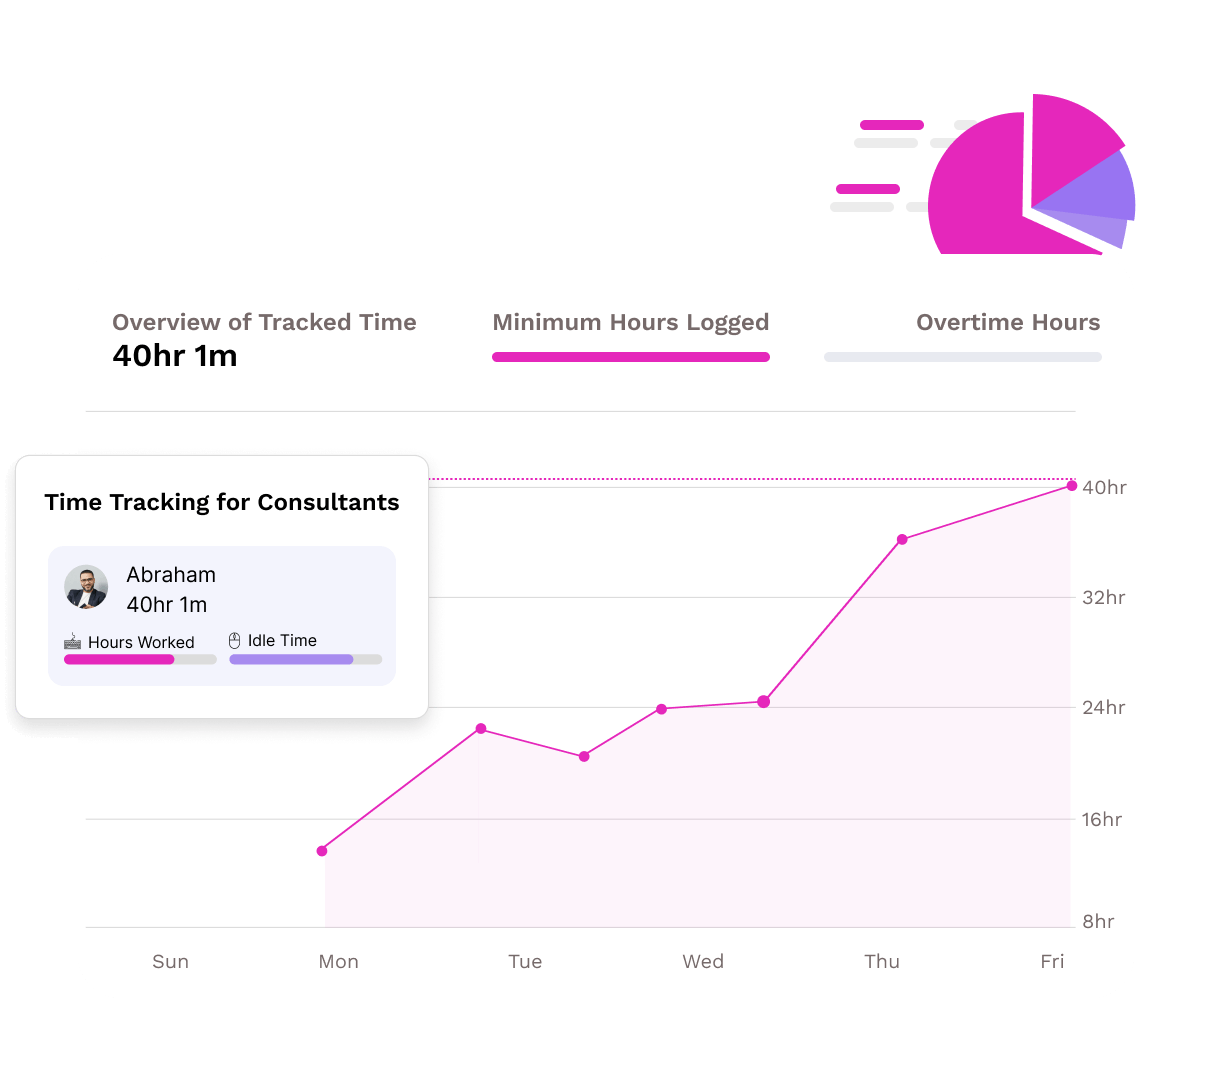 Overview of Tracked Time
40hr 1m
Minimum Hours Logged
Overtime Hours
Time Tracking for Consultants
Abraham
40hr 1m
Hours Worked
Idle Time
40hr
32hr
24hr
16hr
8hr
Sun Mon Tue Wed Thu Fri